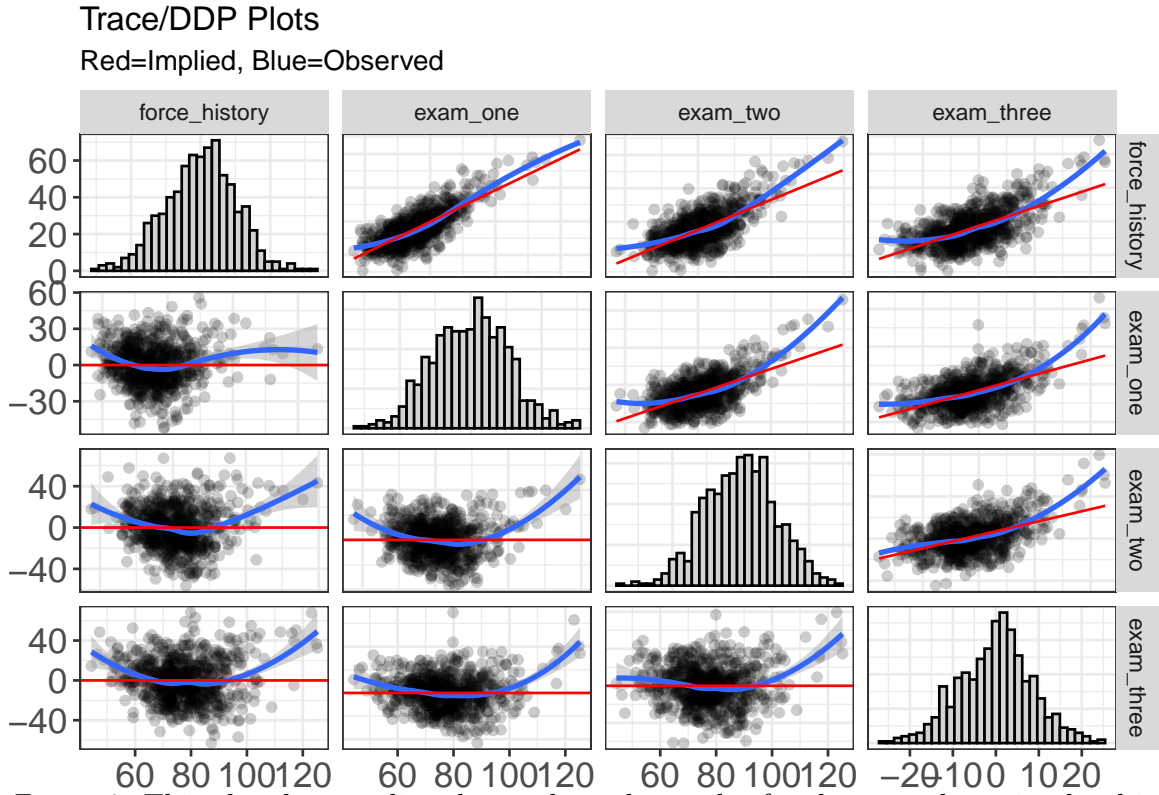 Trace/DDP Plots
Red=Implied, Blue=Observed
force_history
exam_one
exam_two
exam_three
60
40
20
0
force_history
60
30
0
−30
exam_one
40
0
−40
exam_two
40
0
−40
exam_three
60 80 100 120
60 80 100 120
60 80 100 120
−20 −10 0 10 20